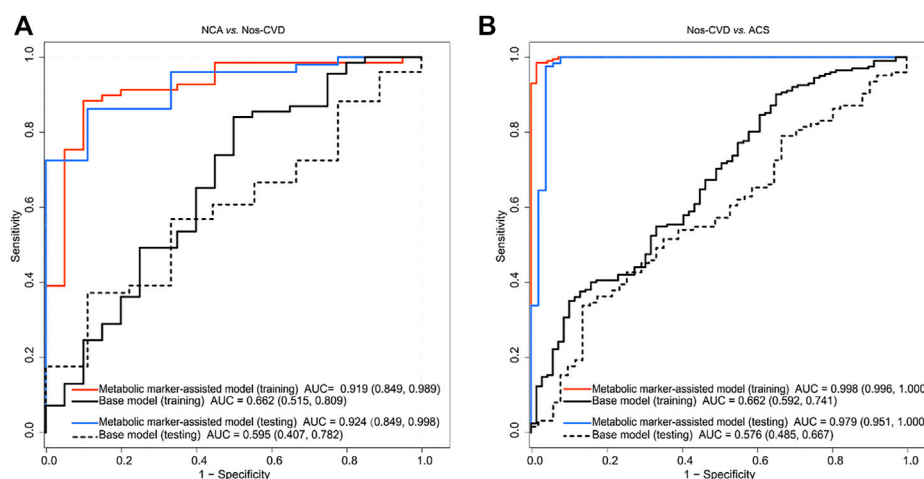 A
NCA vs. Nos-CVD
Sensitivity
1.0
0.8
0.6
0.4
0.2
0.0
Metabolic marker-assisted model (training) AUC= 0.919 (0.849, 0.989)
Base model (training) AUC = 0.662 (0.515, 0.809)
Metabolic marker-assisted model (testing) AUC = 0.924 (0.849, 0.998)
Base model (testing) AUC = 0.595 (0.407, 0.782)
0.0 0.2 0.4 0.6 0.8 1.0
1 − Specificity
B
Nos-CVD vs. ACS
Sensitivity
1.0
0.8
0.6
0.4
0.2
0.0
Metabolic marker-assisted model (training) AUC = 0.998 (0.996, 1.000
Base model (training) AUC = 0.662 (0.592, 0.741)
Metabolic marker-assisted model (testing) AUC = 0.979 (0.951, 1.000
Base model (testing) AUC = 0.576 (0.485, 0.667)
0.0 0.2 0.4 0.6 0.8 1.0
1 − Specificity